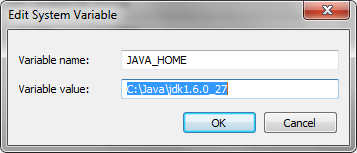 Edit System Variable
Variable name: JAVA_HOME
Variable value: C:\Java\jdk1.6.0_27
OK Cancel